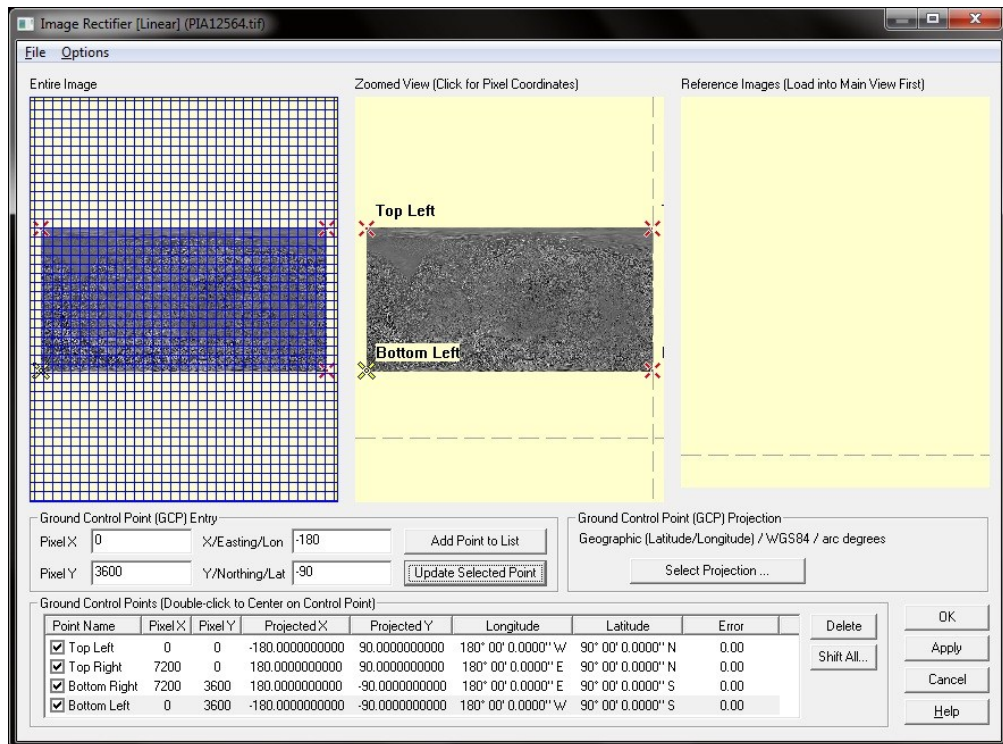 Image Rectifier [Linear] (PIA12564.tif)
File Options
Entire Image
Zoomed View (Click for Pixel Coordinates)
Reference Images (Load into Main View First)
Top Left
Bottom Left
Ground Control Point (GCP) Entry
Pixel X 0 X/Easting/Lon -180 Add Point to List
Pixel Y 3600 Y/Northing/Lat -90 Update Selected Point
Ground Control Point (GCP) Projection
Geographic (Latitude/Longitude) / WGS84 / arc degrees
Select Projection ...
Ground Control Points (Double-click to Center on Control Point)
Point Name Pixel X Pixel Y Projected X Projected Y Longitude Latitude Error
Top Left 0 0 -180.0000000000 90.0000000000 180° 00' 0.0000" W 90° 00' 0.0000" N 0.00
Top Right 7200 0 180.0000000000 90.0000000000 180° 00' 0.0000" E 90° 00' 0.0000" N 0.00
Bottom Right 7200 3600 180.0000000000 -90.0000000000 180° 00' 0.0000" E 90° 00' 0.0000" S 0.00
Bottom Left 0 3600 -180.0000000000 -90.0000000000 180° 00' 0.0000" W 90° 00' 0.0000" S 0.00
Delete
Shift All...
OK
Apply
Cancel
Help